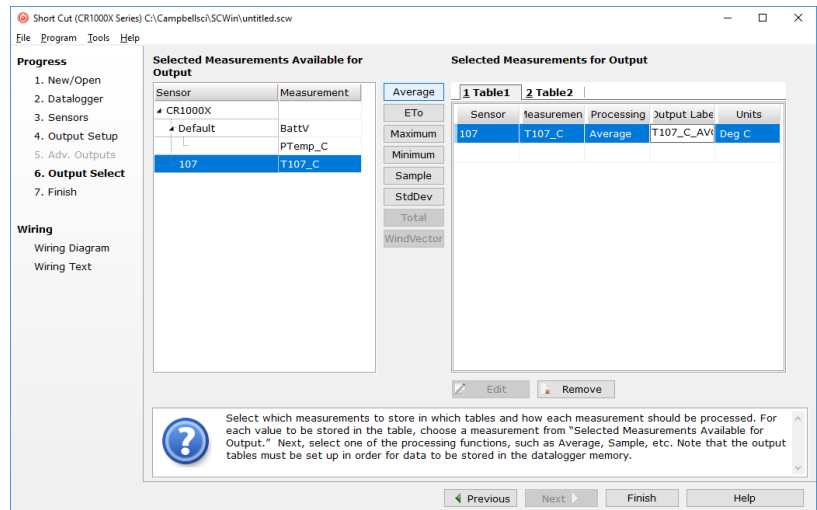 Short Cut (CR1000X Series) C:\Campbellsci\SCWin\untitled.scw
File Program Tools Help
Progress
1. New/Open
2. Datalogger
3. Sensors
4. Output Setup
5. Adv. Outputs
6. Output Select
7. Finish
Wiring
Wiring Diagram
Wiring Text
Selected Measurements Available for
Output
Sensor Measurement
CR1000X
Default BattV
PTemp_C
107 T107_C
Average
ETo
Maximum
Minimum
Sample
StdDev
Total
WindVector
Selected Measurements for Output
1 Table1 2 Table2
Sensor Measuremen Processing Output Labe Units
107 T107_C Average T107_C_AV Deg C
Edit Remove
Select which measurements to store in which tables and how each measurement should be processed. For
each value to be stored in the table, choose a measurement from “Selected Measurements Available for
Output.” Next, select one of the processing functions, such as Average, Sample, etc. Note that the output
tables must be set up in order for data to be stored in the datalogger memory.
Previous Next Finish Help